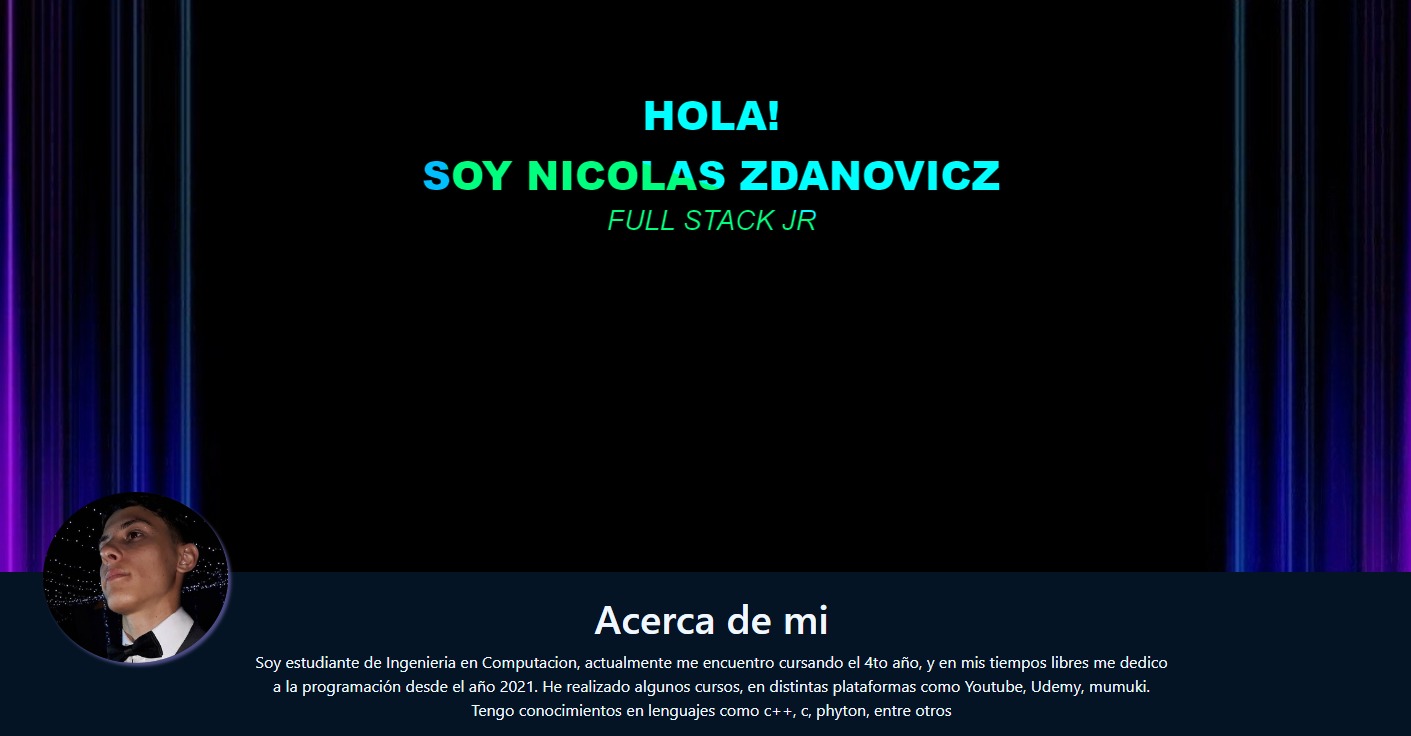 HOLA!
SOY NICOLAS ZDANOVICZ
FULL STACK JR
Acerca de mi
Soy estudiante de Ingenieria en Computacion, actualmente me encuentro cursando el 4to año, y en mis tiempos libres me dedico
a la programación desde el año 2021. He realizado algunos cursos, en distintas plataformas como Youtube, Udemy, mumuki.
Tengo conocimientos en lenguajes como c++, c, phyton, entre otros